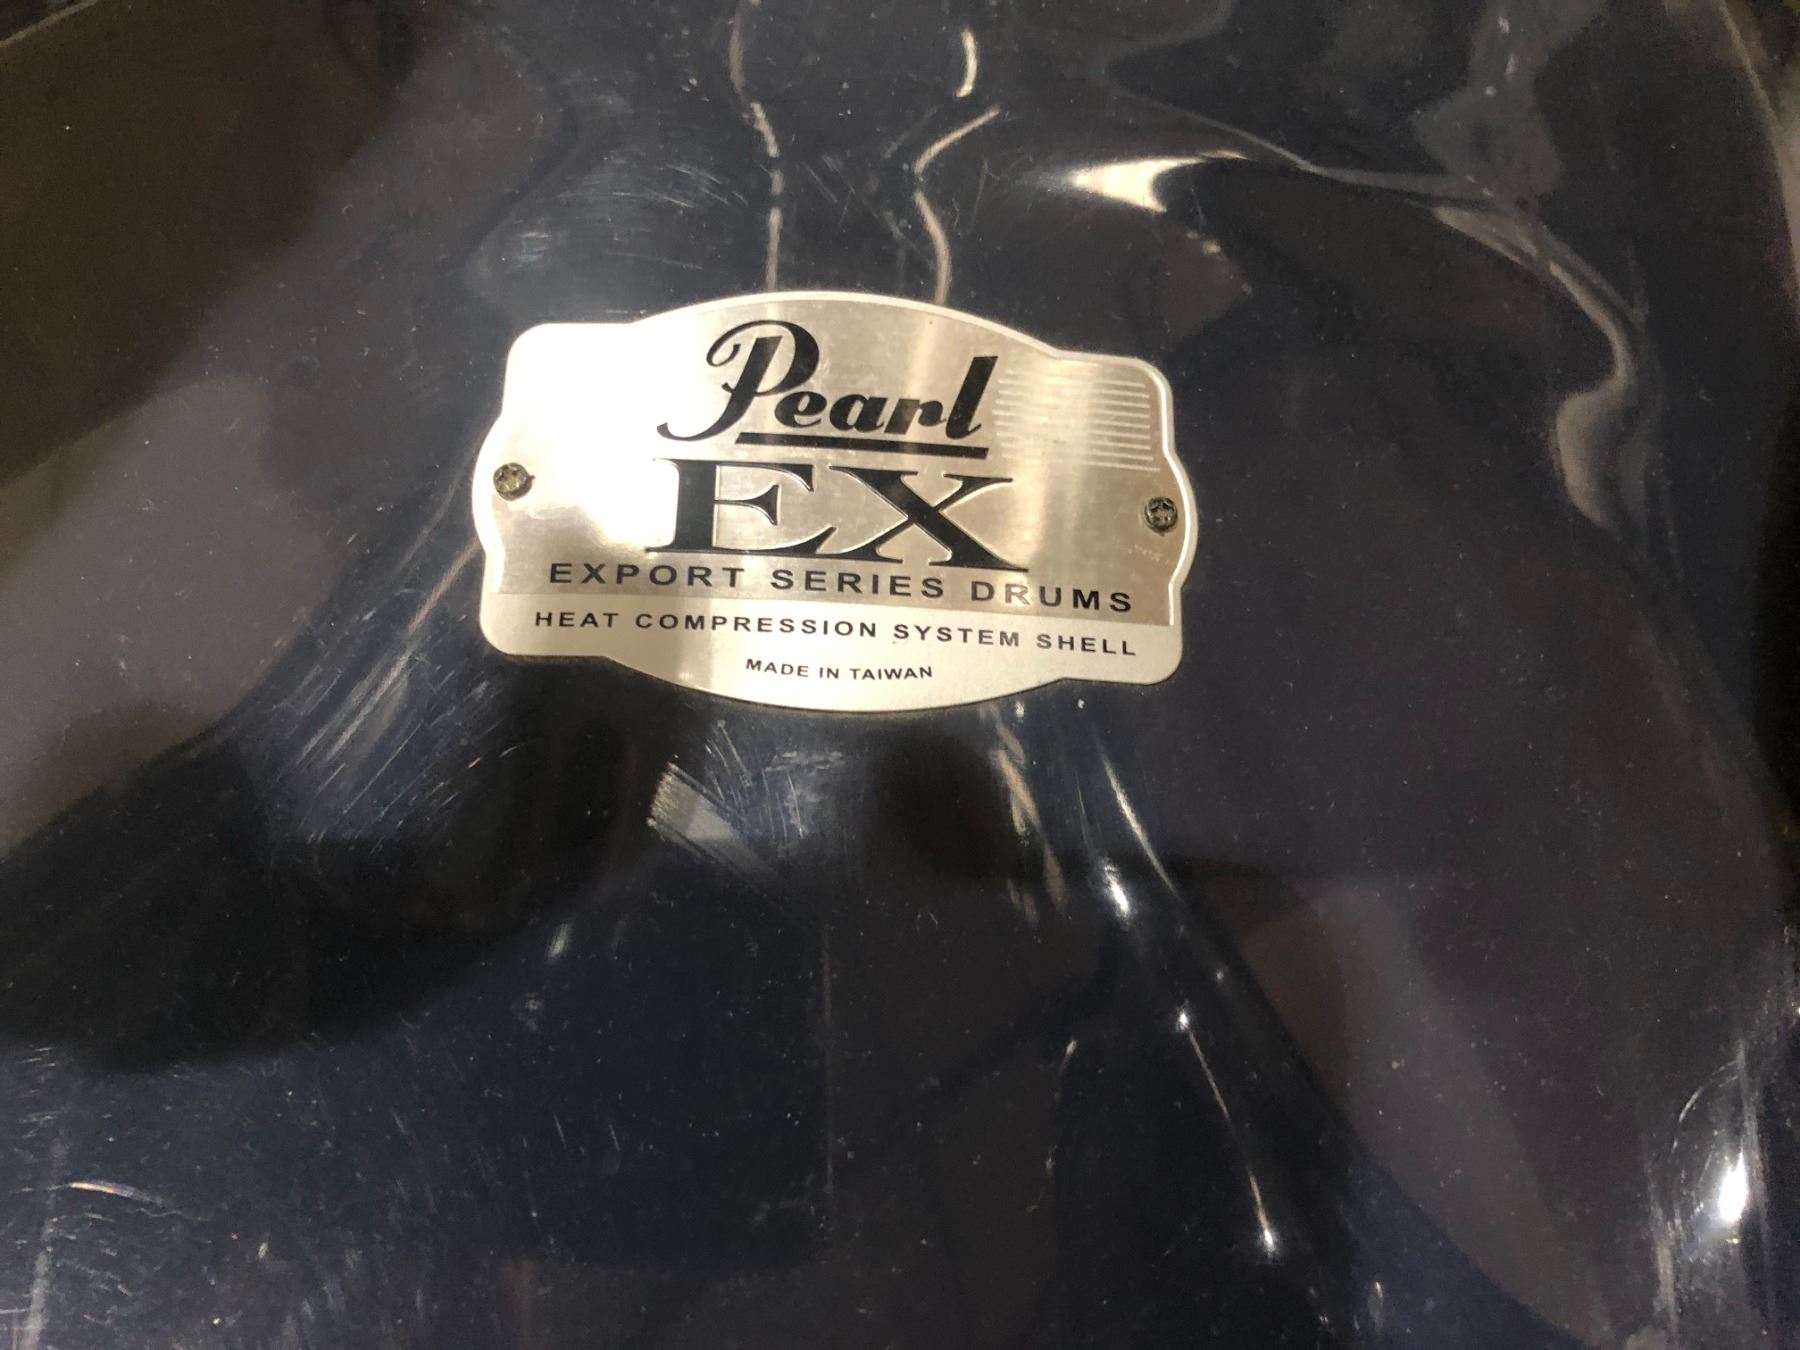 Pearl
EX
EXPORT SERIES DRUMS
HEAT COMPRESSION SYSTEM SHELL
MADE IN TAIWAN